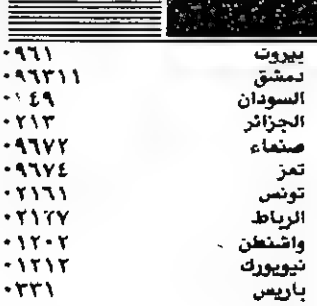 بيروت ٠٩٦١
دمشق ٠٩٦٣١١
السودان
الجزائر ٠٢١٣
صنعاء ٠٩٦٧٢
تعز ٠٩٦٧٤
تونس ٠٢١٦١
الرباط ٠٢١٢٧
واشنطن ٠١٢٠٢
نيويورك ٠١٢١٢
باريس ٠٣٣١